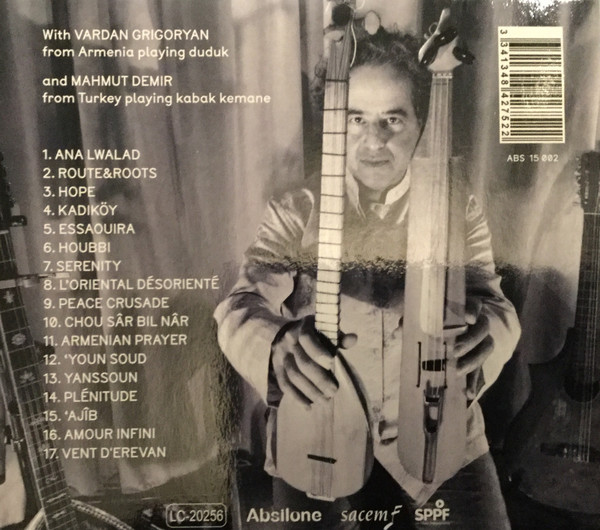 With VARDAN GRIGORYAN
from Armenia playing duduk
and MAHMUT DEMIR
from Turkey playing kabak kemane
3 341348 427522
ABS 15 002
1. ANA LWALAD
2. ROUTE&ROOTS
3. HOPE
4. KADIKÖY
5. ESSAOUIRA
6. HOUBBI
7. SERENITY
8. L'ORIENTAL DÉSORIENTÉ
9. PEACE CRUSADE
10. CHOU SÂR BIL NÂR
11. ARMENIAN PRAYER
12. 'YOUN SOUD
13. YANSSOUN
14. PLÉNITUDE
15. 'AJÎB
16. AMOUR INFINI
17. VENT D'EREVAN
LC-20256 Absilone sacem SPPF